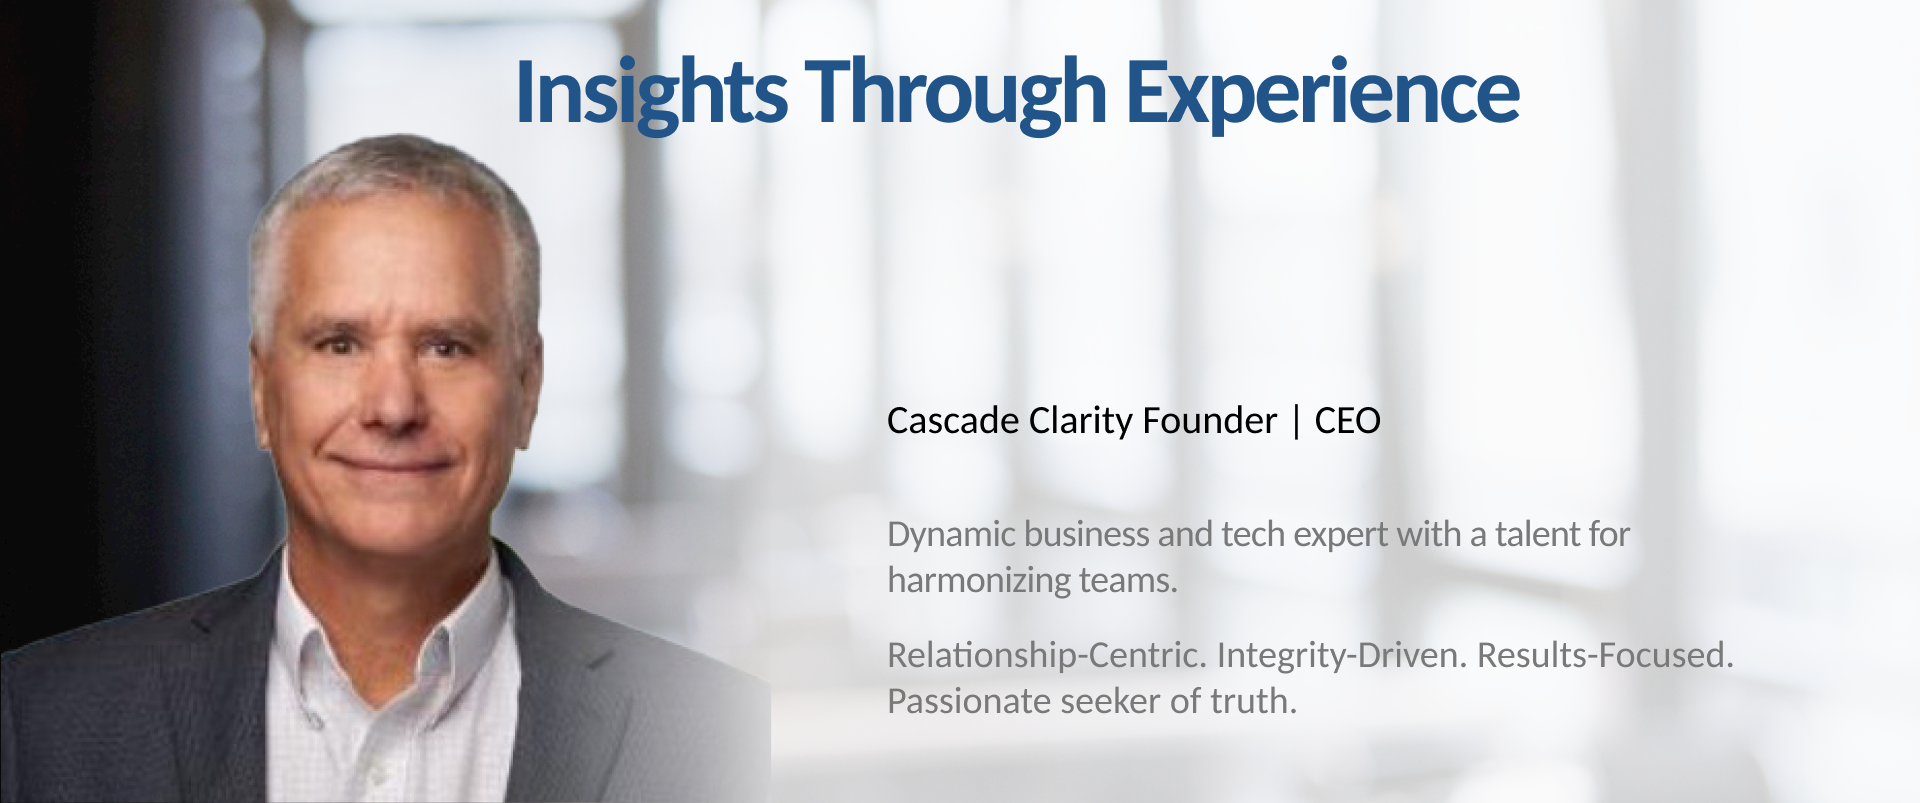 Insights Through Experience
Cascade Clarity Founder | CEO
Dynamic business and tech expert with a talent for
harmonizing teams.
Relationship-Centric. Integrity-Driven. Results-Focused.
Passionate seeker of truth.